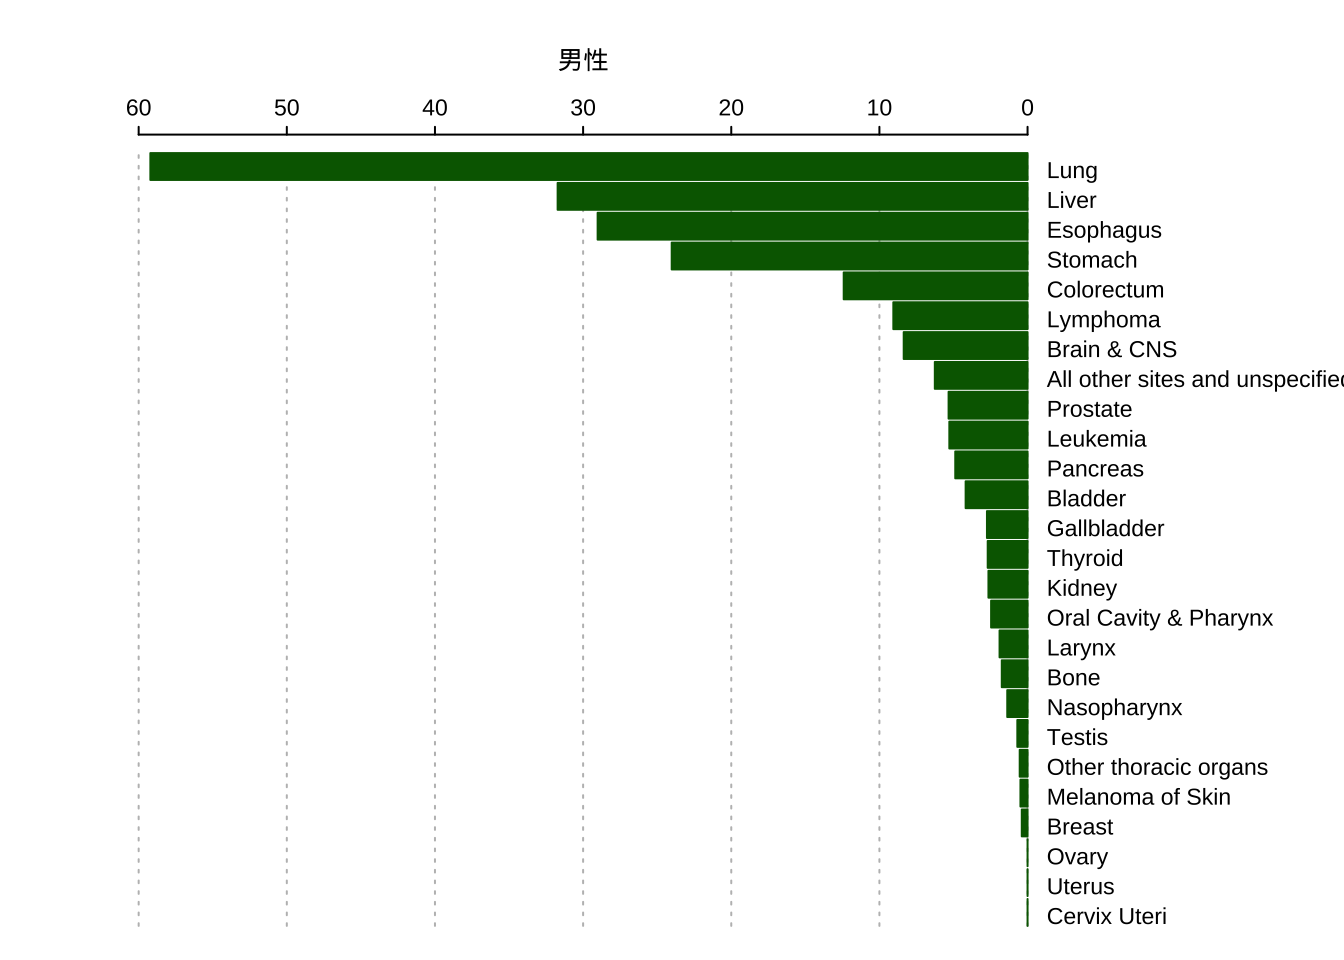 男性
60 50 40 30 20 10 0
Lung
Liver
Esophagus
Stomach
Colorectum
Lymphoma
Brain & CNS
All other sites and unspecified
Prostate
Leukemia
Pancreas
Bladder
Gallbladder
Thyroid
Kidney
Oral Cavity & Pharynx
Larynx
Bone
Nasopharynx
Testis
Other thoracic organs
Melanoma of Skin
Breast
Ovary
Uterus
Cervix Uteri